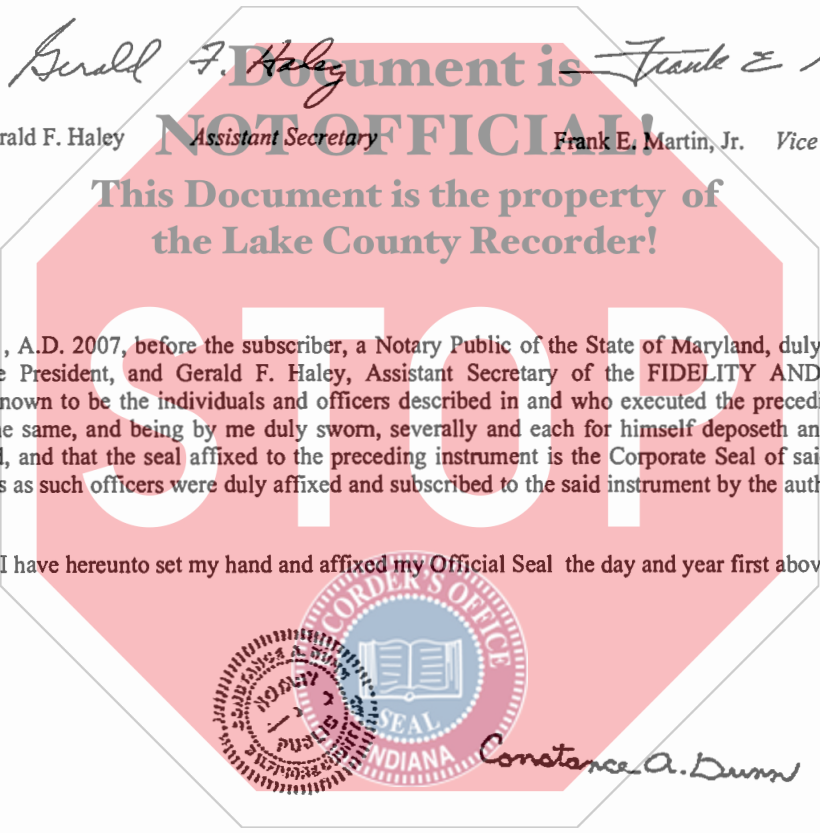 Gerald F. Haley Frank E
Document is
rald F. Haley Assistant Secretary Frank E. Martin, Jr. Vice
NOT OFFICIAL!
This Document is the property of
the Lake County Recorder!
STOP
, A.D. 2007, before the subscriber, a Notary Public of the State of Maryland, duly
e President, and Gerald F. Haley, Assistant Secretary of the FIDELITY AND
nown to be the individuals and officers described in and who executed the precedi
ne same, and being by me duly sworn, severally and each for himself deposeth an
l, and that the seal affixed to the preceding instrument is the Corporate Seal of sai
s as such officers were duly affixed and subscribed to the said instrument by the auth
I have hereunto set my hand and affixed my Official Seal the day and year first abov
RECORDER'S OFFICE
SEAL
INDIANA
Constance A. Dunn